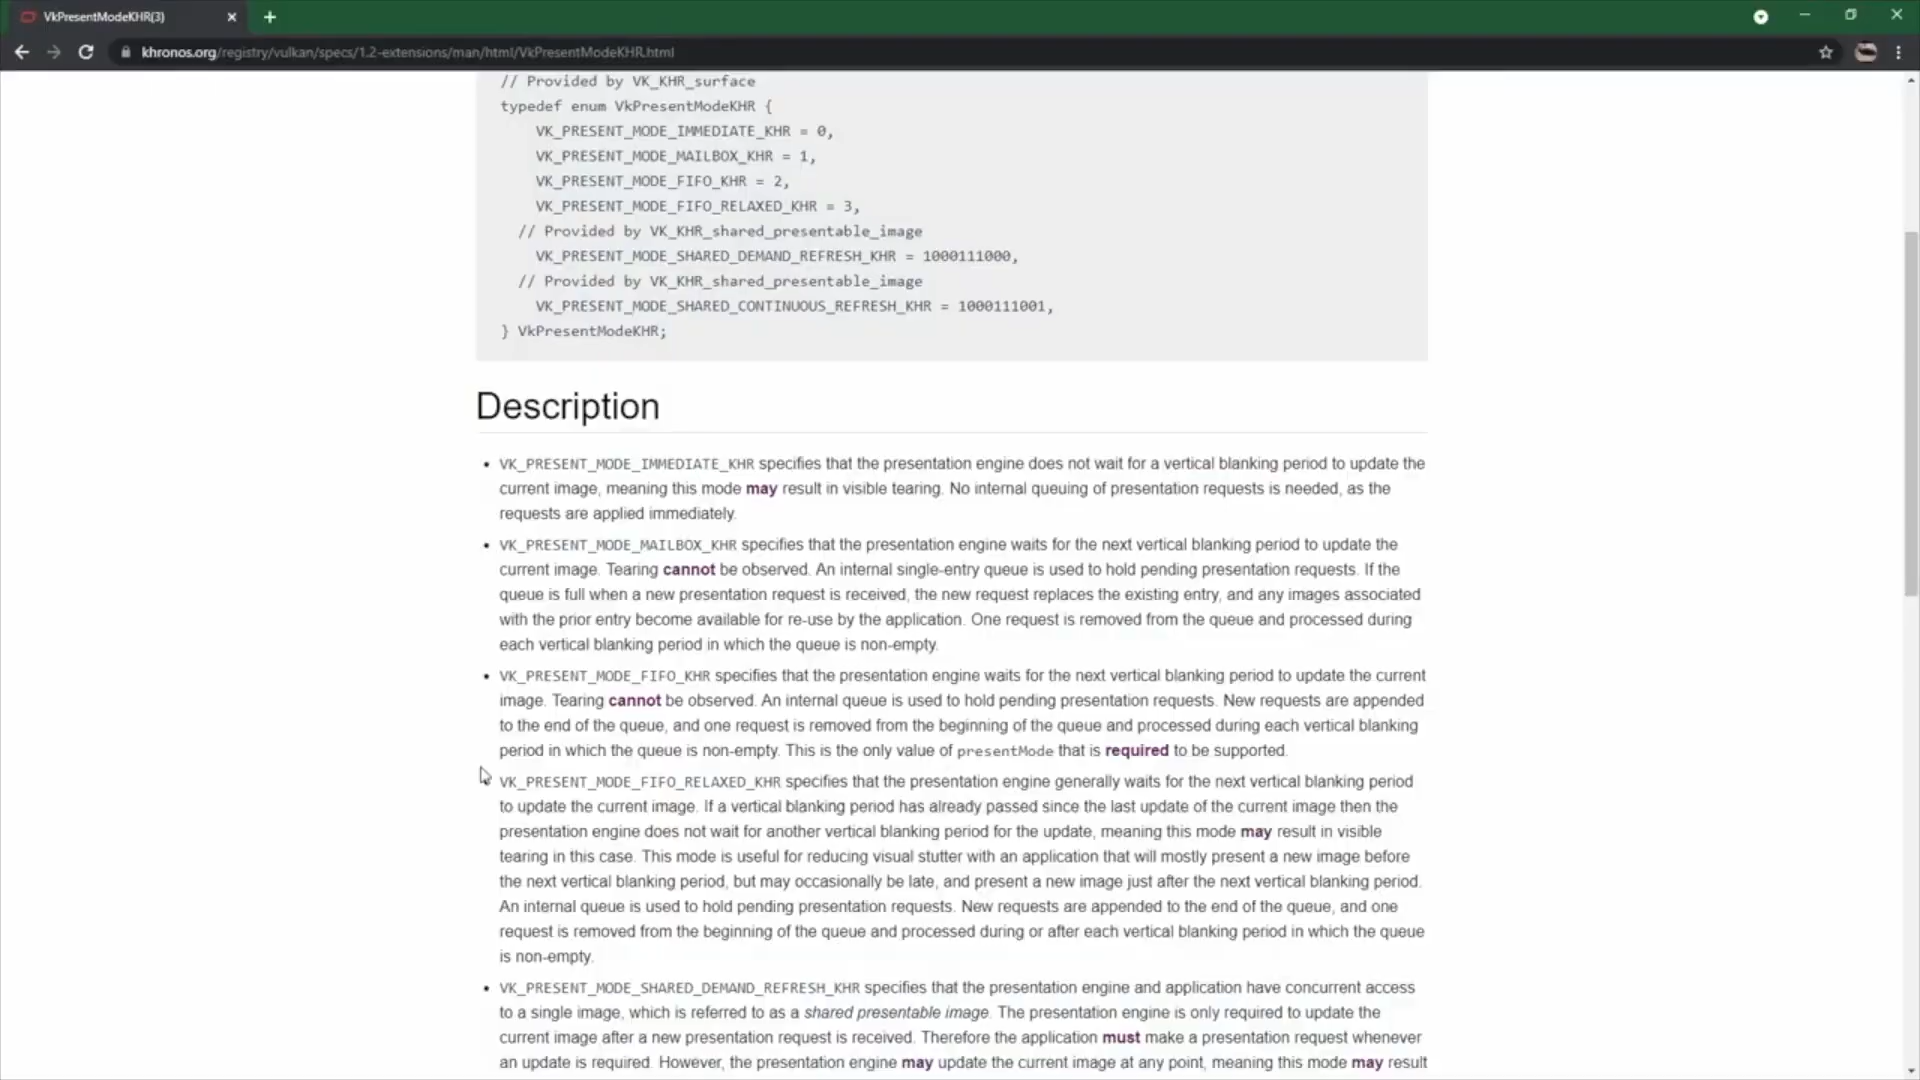 VkPresentModeKHR(3)
khronos.org/registry/vulkan/specs/1.2-extensions/man/html/VkPresentModeKHR.html
// Provided by VK_KHR_surface
typedef enum VkPresentModeKHR {
VK_PRESENT_MODE_IMMEDIATE_KHR = 0,
VK_PRESENT_MODE_MAILBOX_KHR = 1,
VK_PRESENT_MODE_FIFO_KHR = 2,
VK_PRESENT_MODE_FIFO_RELAXED_KHR = 3,
// Provided by VK_KHR_shared_presentable_image
VK_PRESENT_MODE_SHARED_DEMAND_REFRESH_KHR = 1000111000,
// Provided by VK_KHR_shared_presentable_image
VK_PRESENT_MODE_SHARED_CONTINUOUS_REFRESH_KHR = 1000111001,
} VkPresentModeKHR;
Description
• VK_PRESENT_MODE_IMMEDIATE_KHR specifies that the presentation engine does not wait for a vertical blanking period to update the
current image, meaning this mode may result in visible tearing. No internal queuing of presentation requests is needed, as the
requests are applied immediately.
• VK_PRESENT_MODE_MAILBOX_KHR specifies that the presentation engine waits for the next vertical blanking period to update the
current image. Tearing cannot be observed. An internal single-entry queue is used to hold pending presentation requests. If the
queue is full when a new presentation request is received, the new request replaces the existing entry, and any images associated
with the prior entry become available for re-use by the application. One request is removed from the queue and processed during
each vertical blanking period in which the queue is non-empty.
• VK_PRESENT_MODE_FIFO_KHR specifies that the presentation engine waits for the next vertical blanking period to update the current
image. Tearing cannot be observed. An internal queue is used to hold pending presentation requests. New requests are appended
to the end of the queue, and one request is removed from the beginning of the queue and processed during each vertical blanking
period in which the queue is non-empty. This is the only value of presentMode that is required to be supported.
VK_PRESENT_MODE_FIFO_RELAXED_KHR specifies that the presentation engine generally waits for the next vertical blanking period
to update the current image. If a vertical blanking period has already passed since the last update of the current image then the
presentation engine does not wait for another vertical blanking period for the update, meaning this mode may result in visible
tearing in this case. This mode is useful for reducing visual stutter with an application that will mostly present a new image before
the next vertical blanking period, but may occasionally be late, and present a new image just after the next vertical blanking period.
An internal queue is used to hold pending presentation requests. New requests are appended to the end of the queue, and one
request is removed from the beginning of the queue and processed during or after each vertical blanking period in which the queue
is non-empty.
• VK_PRESENT_MODE_SHARED_DEMAND_REFRESH_KHR specifies that the presentation engine and application have concurrent access
to a single image, which is referred to as a shared presentable image. The presentation engine is only required to update the
current image after a new presentation request is received. Therefore the application must make a presentation request whenever
an update is required. However, the presentation engine may update the current image at any point, meaning this mode may result